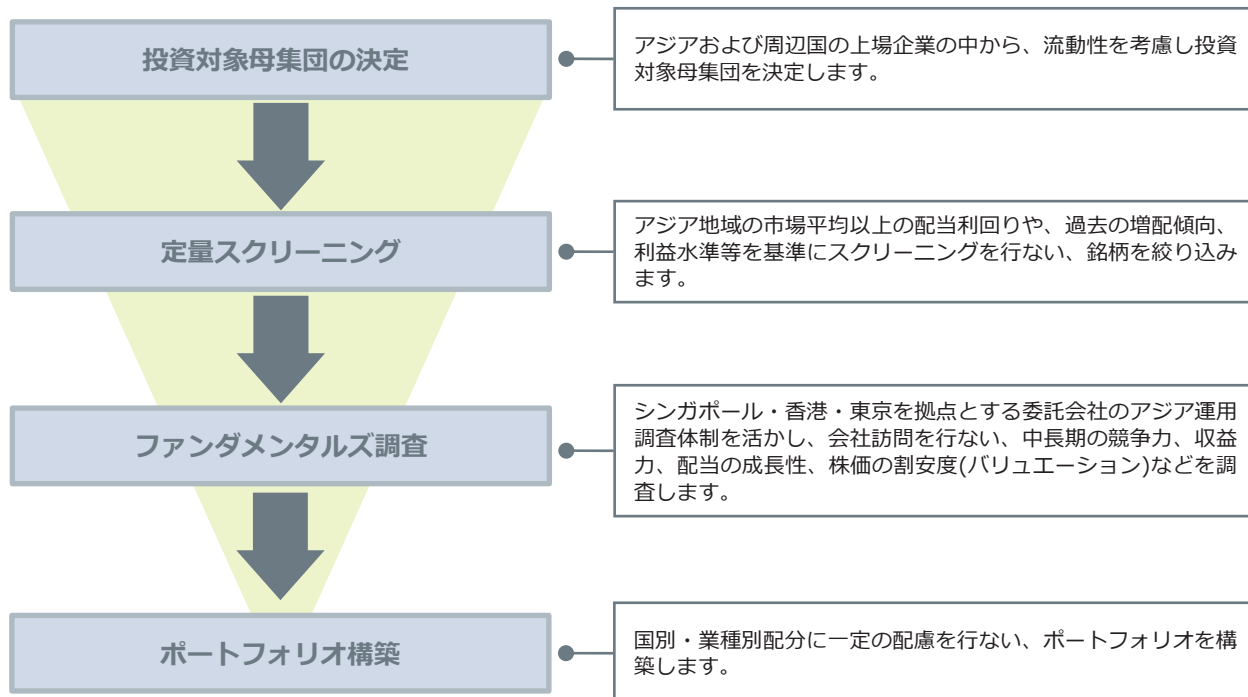 投資対象母集団の決定
アジアおよび周辺国の上場企業の中から、流動性を考慮し投資
対象母集団を決定します。
定量スクリーニング
アジア地域の市場平均以上の配当利回りや、過去の増配傾向、
利益水準等を基準にスクリーニングを行ない、銘柄を絞り込み
ます。
ファンダメンタルズ調査
シンガポール・香港・東京を拠点とする委託会社のアジア運用
調査体制を活かし、会社訪問を行ない、中長期の競争力、収益
力、配当の成長性、株価の割安度(バリュエーション)などを調
査します。
ポートフォリオ構築
国別・業種別配分に一定の配慮を行ない、ポートフォリオを構
築します。